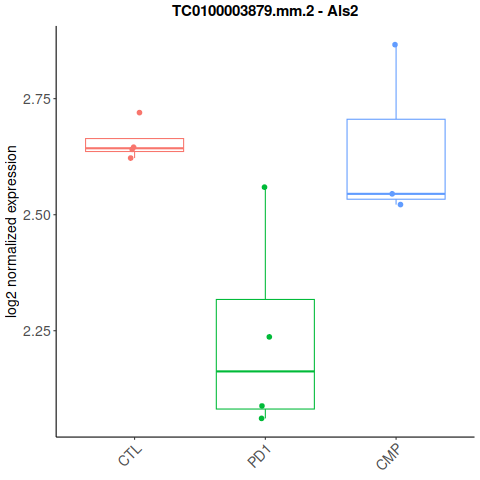 TC0100003879.mm.2 - Als2
log2 normalized expression
2.75
2.50
2.25
CTL
PD1
CMP